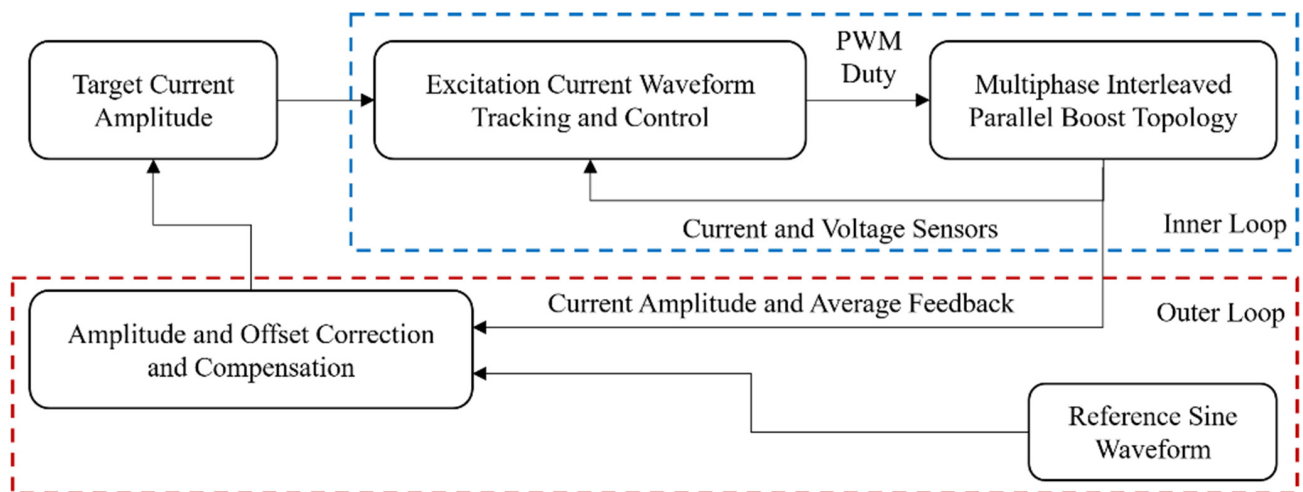 Target Current
Amplitude
Excitation Current Waveform
Tracking and Control
PWM
Duty
Multiphase Interleaved
Parallel Boost Topology
Current and Voltage Sensors
Inner Loop
Amplitude and Offset Correction
and Compensation
Current Amplitude and Average Feedback
Outer Loop
Reference Sine
Waveform